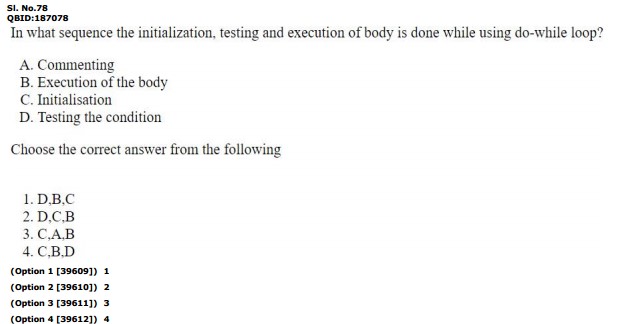 Sl. No.78
QBID:187078
In what sequence the initialization, testing and execution of body is done while using do-while loop?
A. Commenting
B. Execution of the body
C. Initialisation
D. Testing the condition
Choose the correct answer from the following
1. D,B,C
2. D,C,B
3. C,A,B
4. C,B,D
(Option 1 [39609]) 1
(Option 2 [39610]) 2
(Option 3 [39611]) 3
(Option 4 [39612]) 4